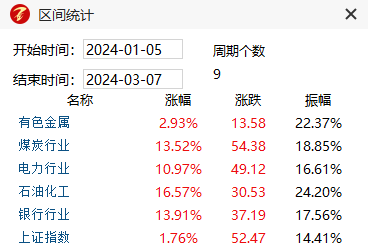 区间统计
开始时间： 2024-01-05 周期个数
结束时间： 2024-03-07 9
名称 涨幅 涨跌 振幅
有色金属 2.93% 13.58 22.37%
煤炭行业 13.52% 54.38 18.85%
电力行业 10.97% 49.12 16.61%
石油化工 16.57% 30.53 24.20%
银行行业 13.91% 37.19 17.56%
上证指数 1.76% 52.47 14.41%